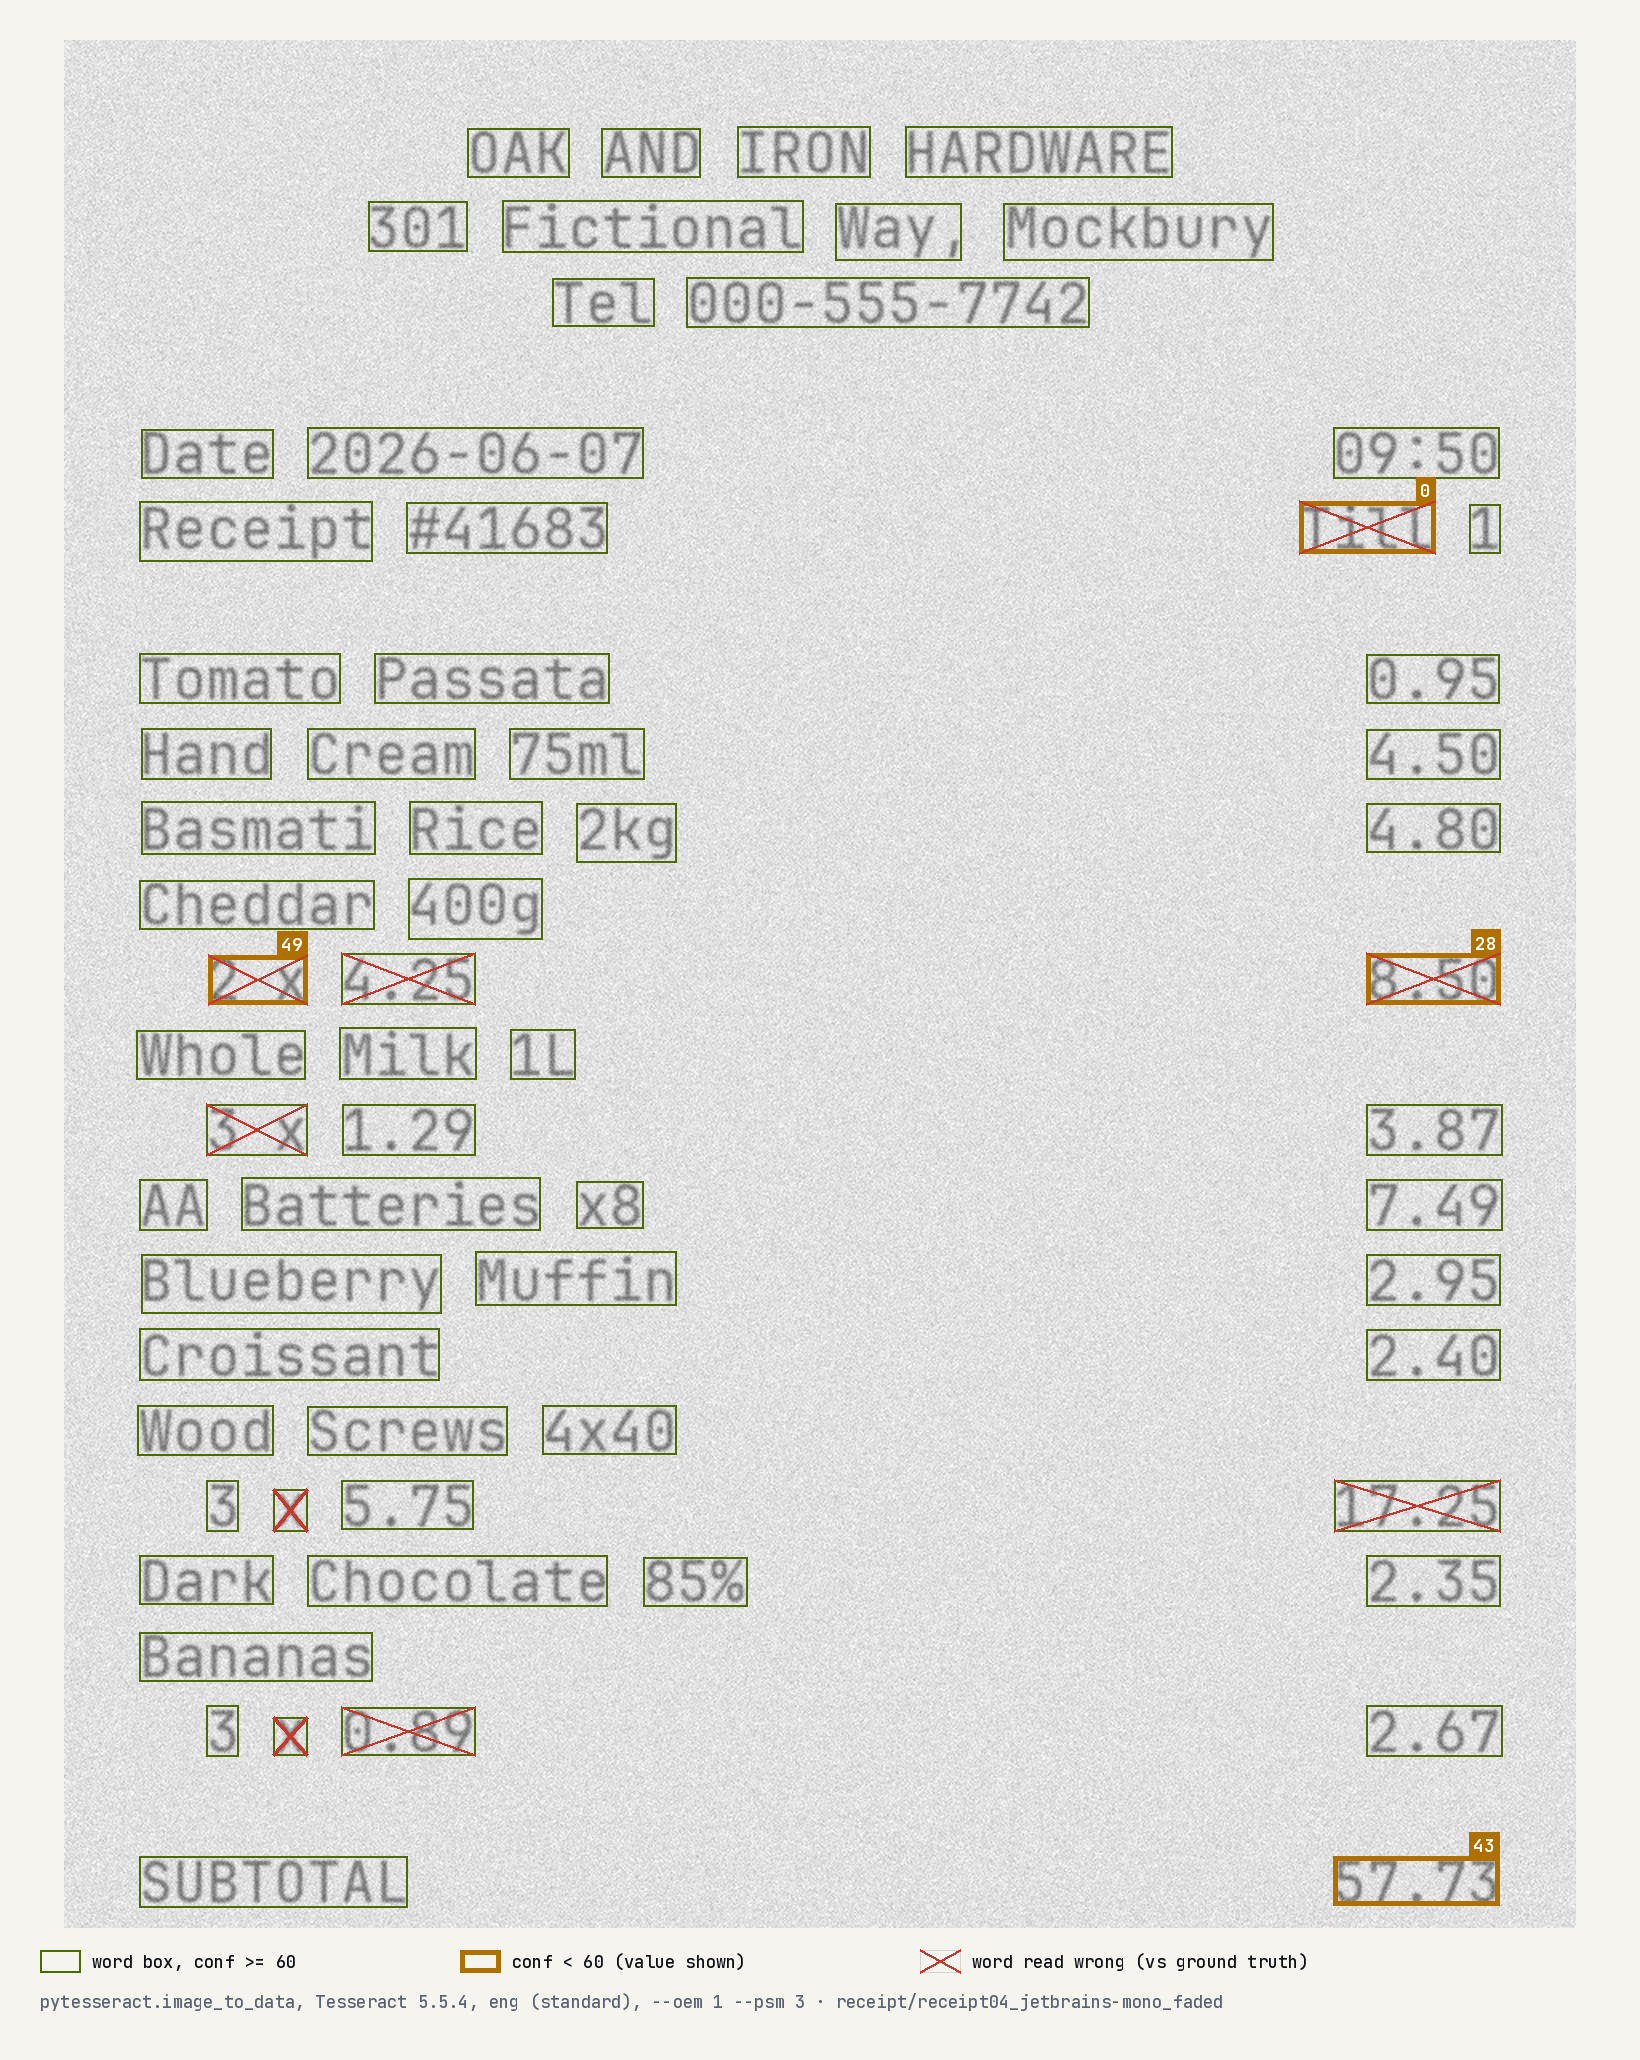 OAK AND IRON HARDWARE
301 Fictional Way, Mockbury
Tel 000-555-7742
Date 2026-06-07 09:50
0
Receipt #41683 Till 1
Tomato Passata 0.95
Hand Cream 75ml 4.50
Basmati Rice 2kg 4.80
Cheddar 400g
49 28
2 x 4.25 8.50
Whole Milk 1L
3 x 1.29 3.87
AA Batteries x8 7.49
Blueberry Muffin 2.95
Croissant 2.40
Wood Screws 4x40
3 x 5.75 17.25
Dark Chocolate 85% 2.35
Bananas
3 x 0.89 2.67
43
SUBTOTAL 57.73
word box, conf >= 60 conf < 60 (value shown) word read wrong (vs ground truth)
pytesseract.image_to_data, Tesseract 5.5.4, eng (standard), --oem 1 --psm 3 · receipt/receipt04_jetbrains-mono_faded